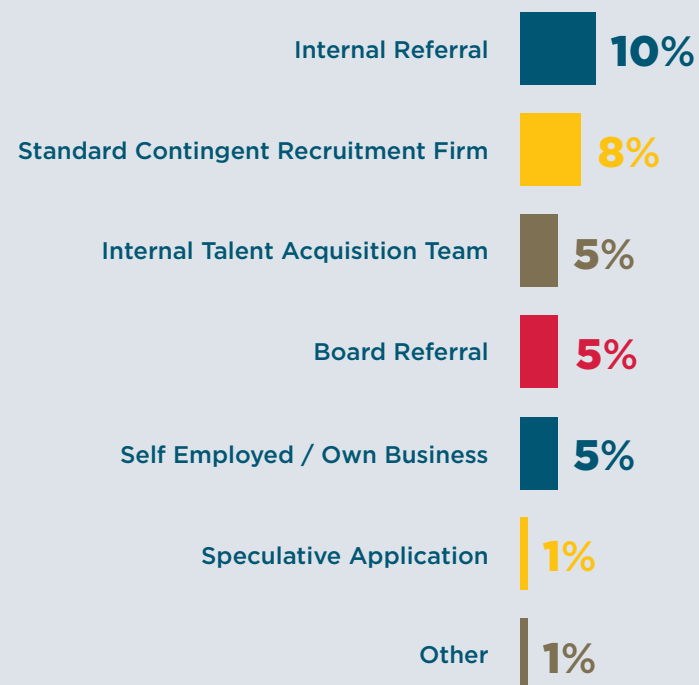 Internal Referral 10%
Standard Contingent Recruitment Firm 8%
Internal Talent Acquisition Team 5%
Board Referral 5%
Self Employed / Own Business 5%
Speculative Application 1%
Other 1%